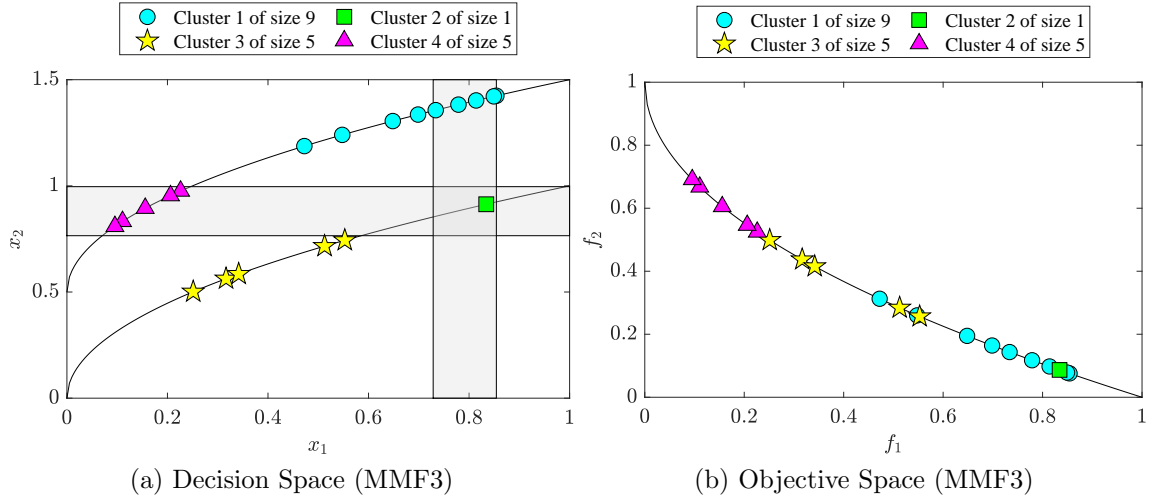 Cluster 1 of size 9 Cluster 2 of size 1
Cluster 3 of size 5 Cluster 4 of size 5
1.5
1
0.5
0
x₂
0 0.2 0.4 0.6 0.8 1
x₁
(a) Decision Space (MMF3)
Cluster 1 of size 9 Cluster 2 of size 1
Cluster 3 of size 5 Cluster 4 of size 5
1
0.8
0.6
0.4
0.2
0
f₂
0 0.2 0.4 0.6 0.8 1
f₁
(b) Objective Space (MMF3)